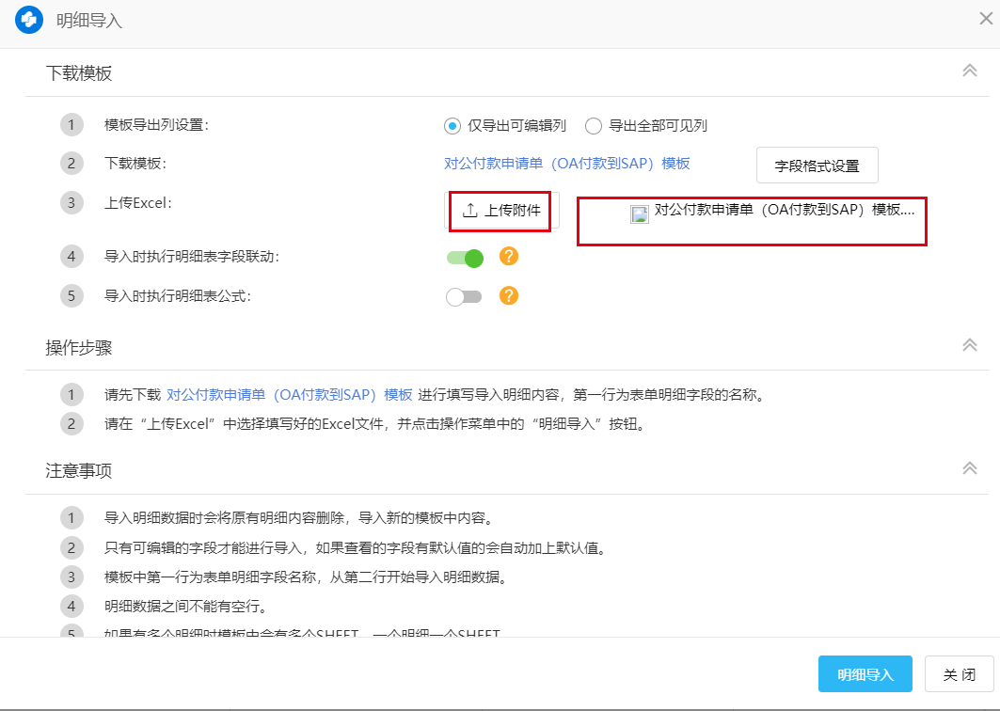 明细导入
下载模板
1 模板导出列设置： 仅导出可编辑列 导出全部可见列
2 下载模板： 对公付款申请单（OA付款到SAP）模板 字段格式设置
3 上传Excel： 上传附件 对公付款申请单（OA付款到SAP）模板....
4 导入时执行明细表字段联动： ?
5 导入时执行明细表公式： ?
操作步骤
1 请先下载 对公付款申请单（OA付款到SAP）模板 进行填写导入明细内容，第一行为表单明细字段的名称。
2 请在“上传Excel”中选择填写好的Excel文件，并点击操作菜单中的“明细导入”按钮。
注意事项
1 导入明细数据时会将原有明细内容删除，导入新的模板中内容。
2 只有可编辑的字段才能进行导入，如果查看的字段有默认值的会自动加上默认值。
3 模板中第一行为表单明细字段名称，从第二行开始导入明细数据。
4 明细数据之间不能有空行。
5 如果有多个明细时模板中会有多个SHEET，一个明细一个SHEET
明细导入 关 闭